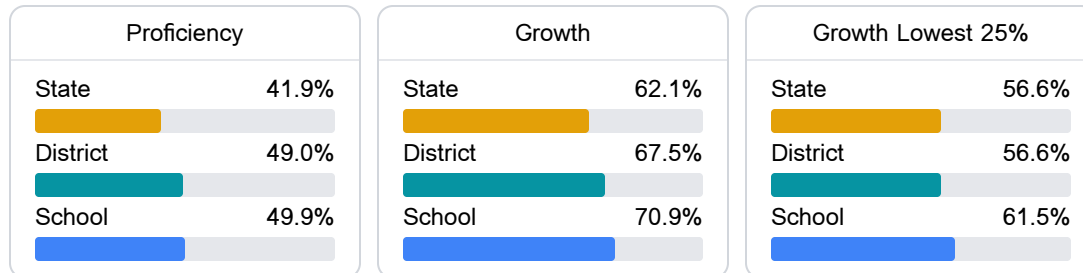 Proficiency
State 41.9%
District 49.0%
School 49.9%
Growth
State 62.1%
District 67.5%
School 70.9%
Growth Lowest 25%
State 56.6%
District 56.6%
School 61.5%